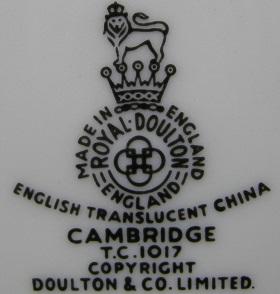 MADE IN ENGLAND
ROYAL·DOULTON
ENGLAND
ENGLISH TRANSLUCENT CHINA
CAMBRIDGE
T.C.1017
COPYRIGHT
DOULTON & CO. LIMITED.